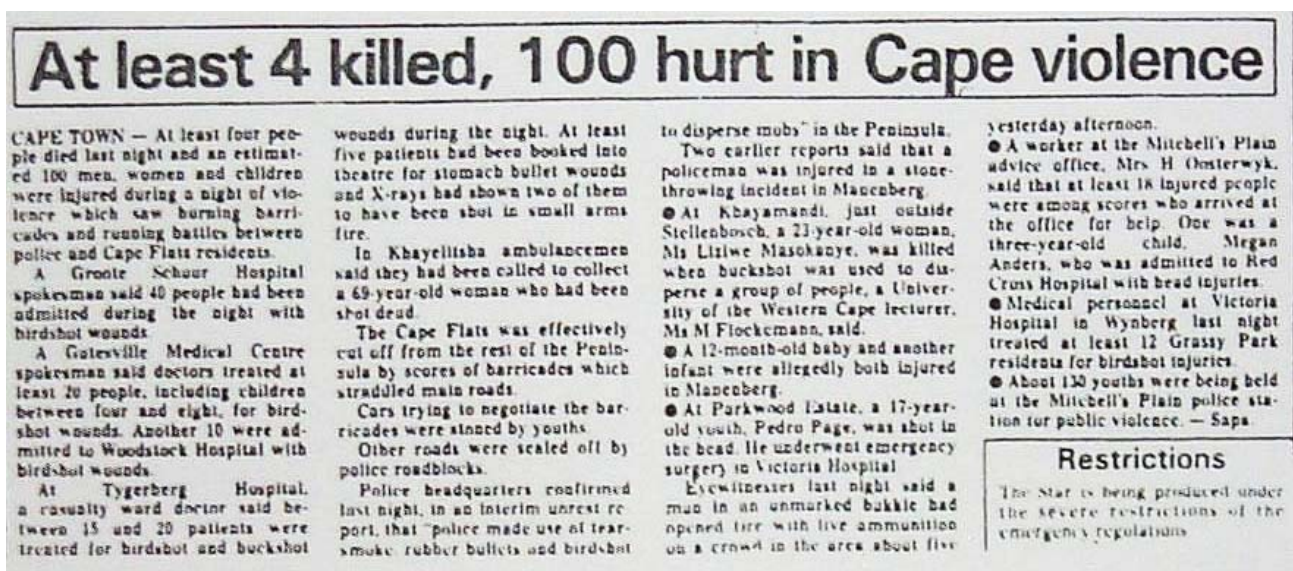 At least 4 killed, 100 hurt in Cape violence
CAPE TOWN — At least four peo-
ple died last night and an estimat-
ed 100 men, women and children
were injured during a night of vio-
lence which saw burning barri-
cades and running battles between
police and Cape Flats residents.
A Groote Schuur Hospital
spokesman said 40 people had been
admitted during the night with
birdshot wounds
A Gatesville Medical Centre
spokesman said doctors treated at
least 20 people, including children
between four and eight, for bird-
shot wounds. Another 10 were ad-
mitted to Woodstock Hospital with
birdshot wounds.
At Tygerberg Hospital,
a casualty ward doctor said be-
tween 15 and 20 patients were
treated for birdshot and buckshot
wounds during the night. At least
five patients had been booked into
theatre for stomach bullet wounds
and X-rays had shown two of them
to have been shot in small arms
fire.
In Khayelitsha ambulancemen
said they had been called to collect
a 69-year-old woman who had been
shot dead.
The Cape Flats was effectively
cut off from the rest of the Penin-
sula by scores of barricades which
straddled main roads.
Cars trying to negotiate the bar-
ricades were stoned by youths.
Other roads were sealed off by
police roadblocks.
Police headquarters confirmed
last night, in an interim unrest re-
port, that "police made use of tear-
smoke, rubber bullets and birdshot
to disperse mobs" in the Peninsula.
Two earlier reports said that a
policeman was injured in a stone-
throwing incident in Manenberg.
● At Khayamandi, just outside
Stellenbosch, a 23-year-old woman,
Ms Liziwe Masokanye, was killed
when buckshot was used to dis-
perse a group of people, a Univer-
sity of the Western Cape lecturer,
Ms M Flockemann, said.
● A 12-month-old baby and another
infant were allegedly both injured
in Manenberg.
● At Parkwood Estate, a 17-year-
old youth, Pedro Page, was shot in
the head. He underwent emergency
surgery in Victoria Hospital
Eyewitnesses last night said a
man in an unmarked bakkie had
opened fire with live ammunition
on a crowd in the area about five
yesterday afternoon.
● A worker at the Mitchell's Plain
advice office, Mrs H Oosterwyk,
said that at least 18 injured people
were among scores who arrived at
the office for help. One was a
three-year-old child, Megan
Anders, who was admitted to Red
Cross Hospital with head injuries.
● Medical personnel at Victoria
Hospital in Wynberg last night
treated at least 12 Grassy Park
residents for birdshot injuries.
● About 130 youths were being held
at the Mitchell's Plain police sta-
tion for public violence. — Sapa
Restrictions
The Star is being produced under
the severe restrictions of the
emergency regulations